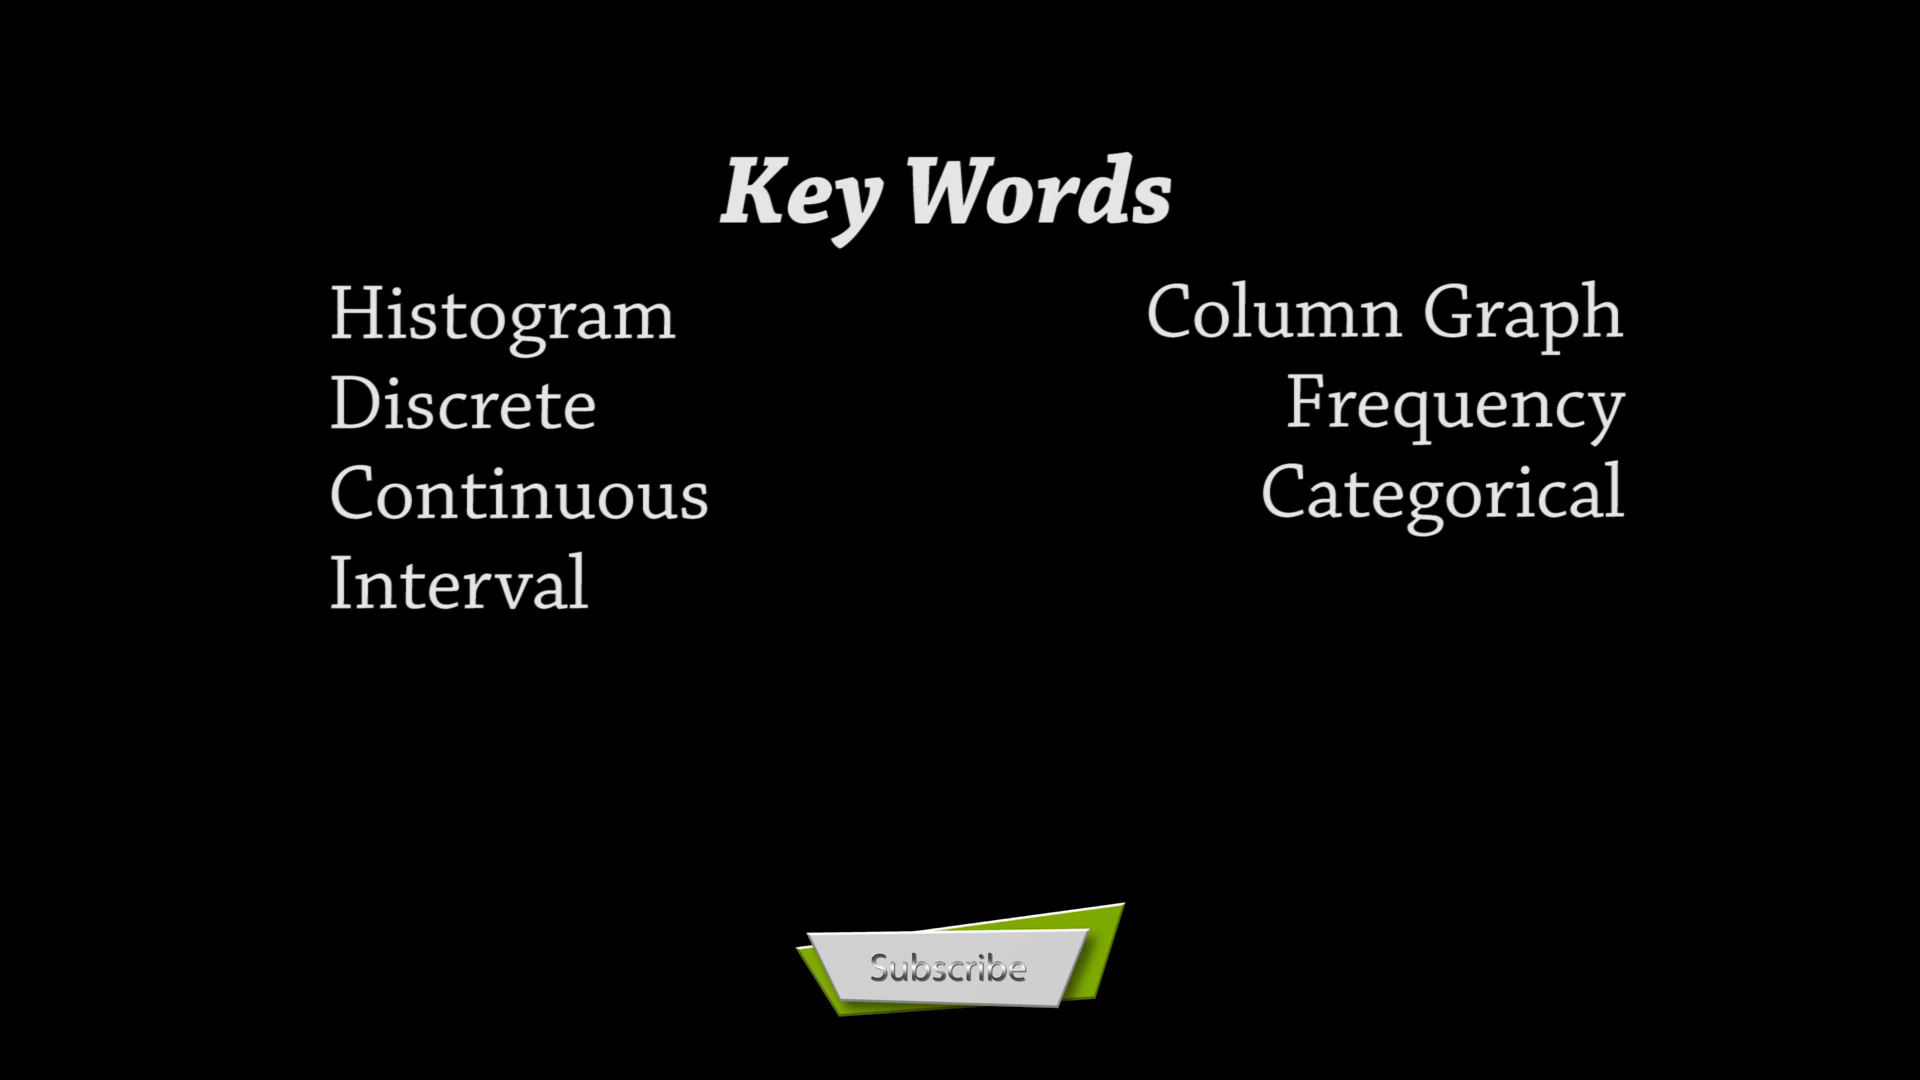 Key Words
Histogram
Discrete
Continuous
Interval
Column Graph
Frequency
Categorical
Subscribe